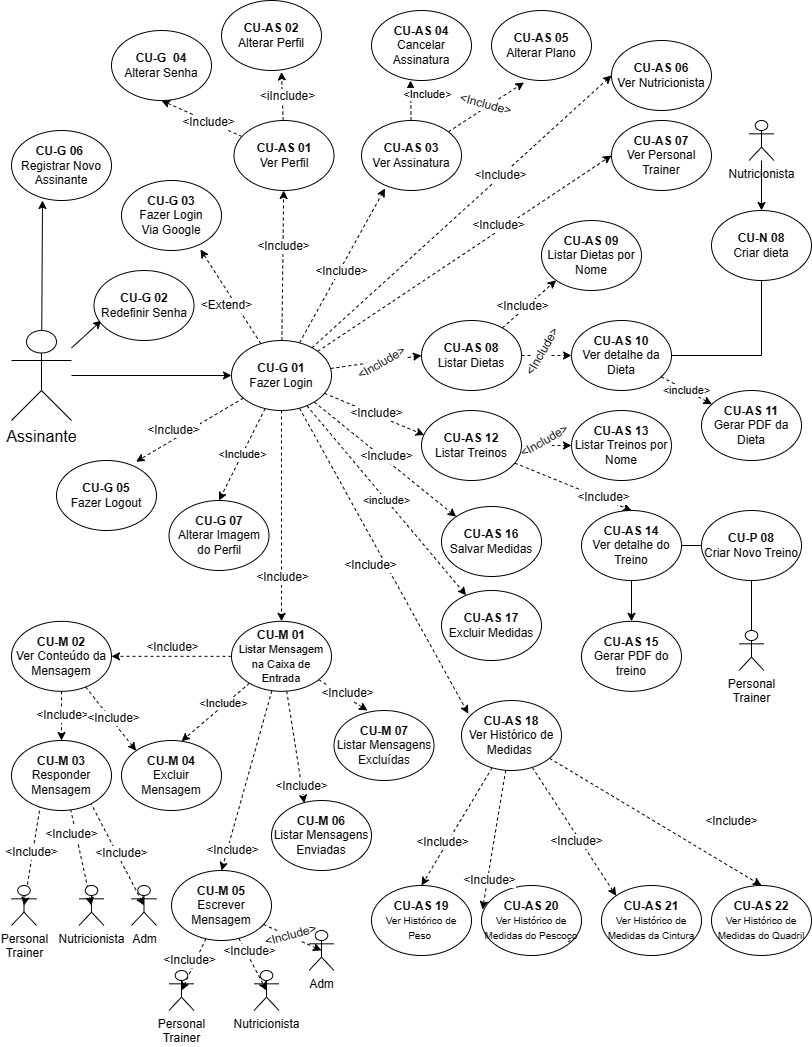 CU-AS 02
Alterar Perfil
CU-AS 04
Cancelar
Assinatura
CU-AS 05
Alterar Plano
CU-G  04
Alterar Senha
CU-AS 06
Ver Nutricionista
<iInclude>
<Include>
<Include>
<Include>
CU-AS 01
Ver Perfil
CU-AS 03
Ver Assinatura
CU-AS 07
Ver Personal
Trainer
Nutricionista
CU-G 06
Registrar Novo
Assinante
<Include>
CU-G 03
Fazer Login
Via Google
<Include>
CU-N 08
Criar dieta
<Include>
<Include>
CU-AS 09
Listar Dietas por
Nome
CU-G 02
Redefinir Senha
<Extend>
<Include>
CU-AS 08
Listar Dietas
<Include>
CU-AS 10
Ver detalhe da
Dieta
<Include>
CU-G 01
Fazer Login
Assinante
<include>
CU-AS 11
Gerar PDF da
Dieta
<Include>
CU-AS 12
Listar Treinos
<Include>
CU-AS 13
Listar Treinos por
Nome
<Include>
<Include>
<Include>
CU-G 05
Fazer Logout
<include>
<Include>
CU-G 07
Alterar Imagem
do Perfil
CU-AS 16
Salvar Medidas
CU-AS 14
Ver detalhe do
Treino
CU-P 08
Criar Novo Treino
<Include>
<Include>
CU-AS 17
Excluir Medidas
CU-M 02
Ver Conteúdo da
Mensagem
<Include>
CU-M 01
Listar Mensagem
na Caixa de
Entrada
CU-AS 15
Gerar PDF do
treino
Personal
Trainer
<Include>
<Include>
<Include>
<Include>
CU-M 07
Listar Mensagens
Excluídas
CU-AS 18
Ver Histórico de
Medidas
CU-M 03
Responder
Mensagem
CU-M 04
Excluir
Mensagem
<Include>
CU-M 06
Listar Mensagens
Enviadas
<Include>
<Include>
<Include>
<Include>
<Include>
<Include>
<Include>
<Include>
CU-M 05
Escrever
Mensagem
CU-AS 19
Ver Histórico de
Peso
CU-AS 20
Ver Histórico de
Medidas do Pescoço
CU-AS 21
Ver Histórico de
Medidas da Cintura
CU-AS 22
Ver Histórico de
Medidas do Quadril
Personal
Trainer
Nutricionista
Adm
<Include>
<Include>
<Include>
Adm
Personal
Trainer
Nutricionista